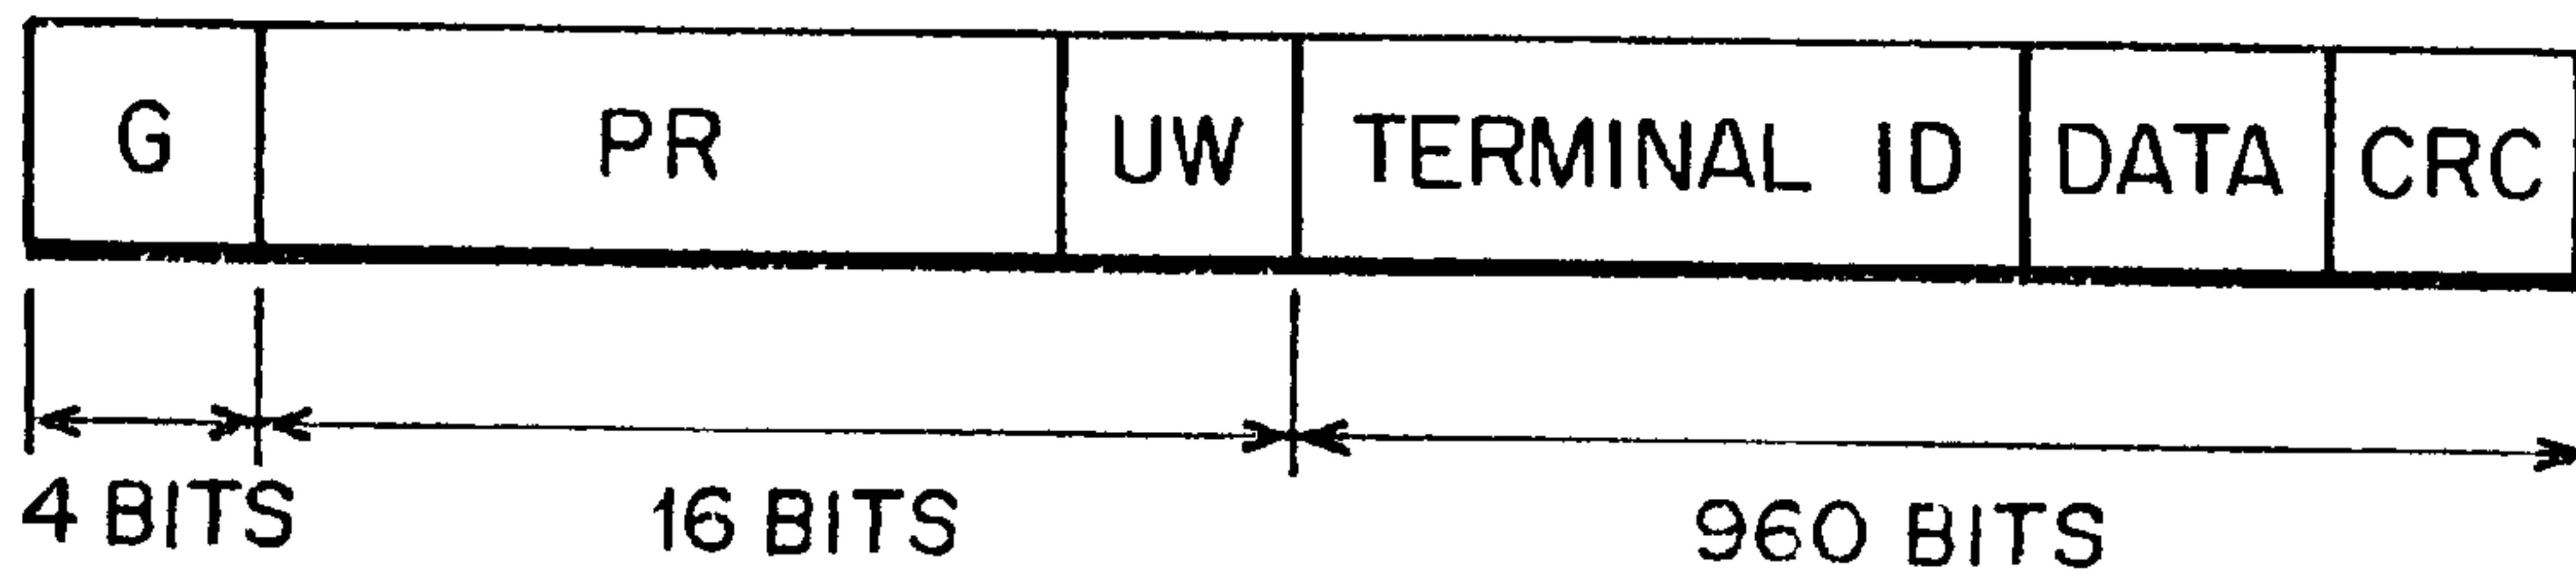 G PR UW TERMINAL ID DATA CRC
4 BITS 16 BITS 960 BITS